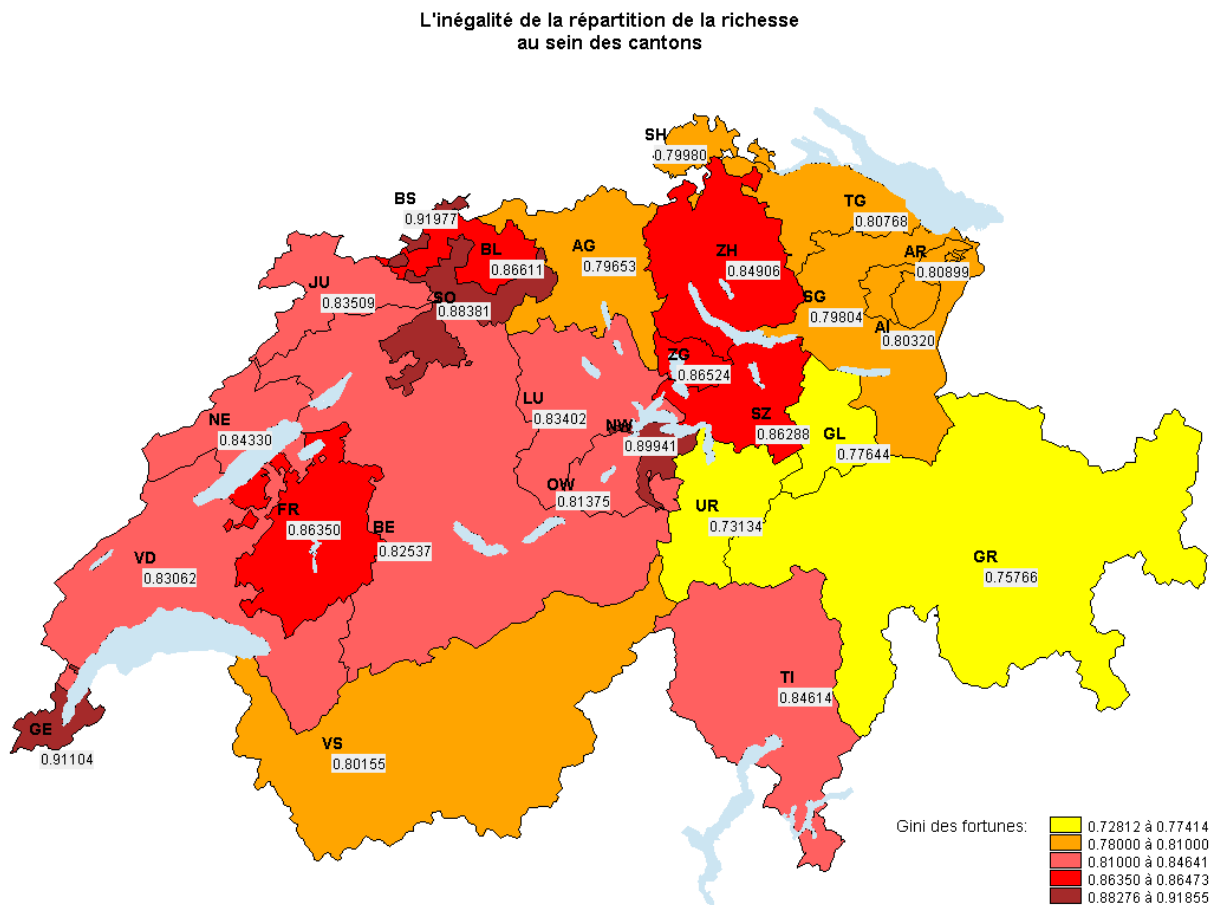 L'inégalité de la répartition de la richesse
au sein des cantons
SH
0.79980
BS
0.91977
TG
0.80768
BL
0.86611
AG
0.79653
ZH
0.84906
AR
0.80899
JU
0.83509
SO
0.88381
SG
0.79804
AI
0.80320
ZG
0.86524
NE
0.84330
LU
0.83402
NW
0.89941
SZ
0.86288
GL
0.77644
OW
0.81375
FR
0.86350
BE
0.82537
UR
0.73134
VD
0.83062
GR
0.75766
TI
0.84614
GE
0.91104
VS
0.80155
Gini des fortunes:
0.72812 à 0.77414
0.78000 à 0.81000
0.81000 à 0.84641
0.86350 à 0.86473
0.88276 à 0.91855